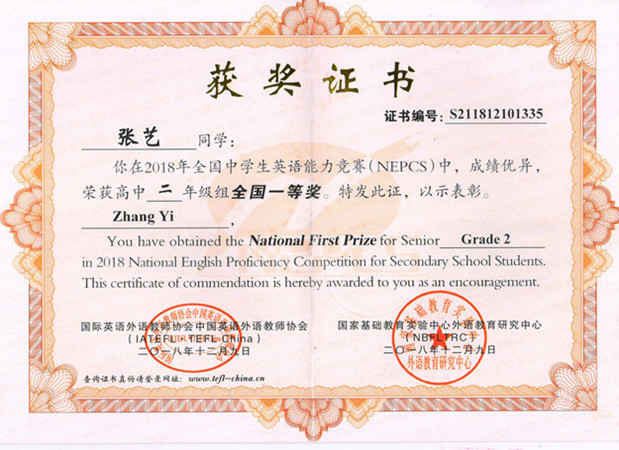 获奖证书
证书编号：S211812101335
张艺 同学：
你在2018年全国中学生英语能力竞赛（NEPCS）中，成绩优异，
荣获高中 二 年级组全国一等奖。特发此证，以示表彰。
Zhang Yi ,
You have obtained the National First Prize for Senior Grade 2
in 2018 National English Proficiency Competition for Secondary School Students.
This certificate of commendation is hereby awarded to you as an encouragement.
国际英语外语教师协会中国英语外语教师协会
（IATEFL - TEFL China）
二〇一八年十二月九日
国家基础教育实验中心外语教育研究中心
（NBFLTRC）
二〇一八年十二月九日
外语教育研究中心
查询证书真伪请登录网址：www.tefl-china.cn